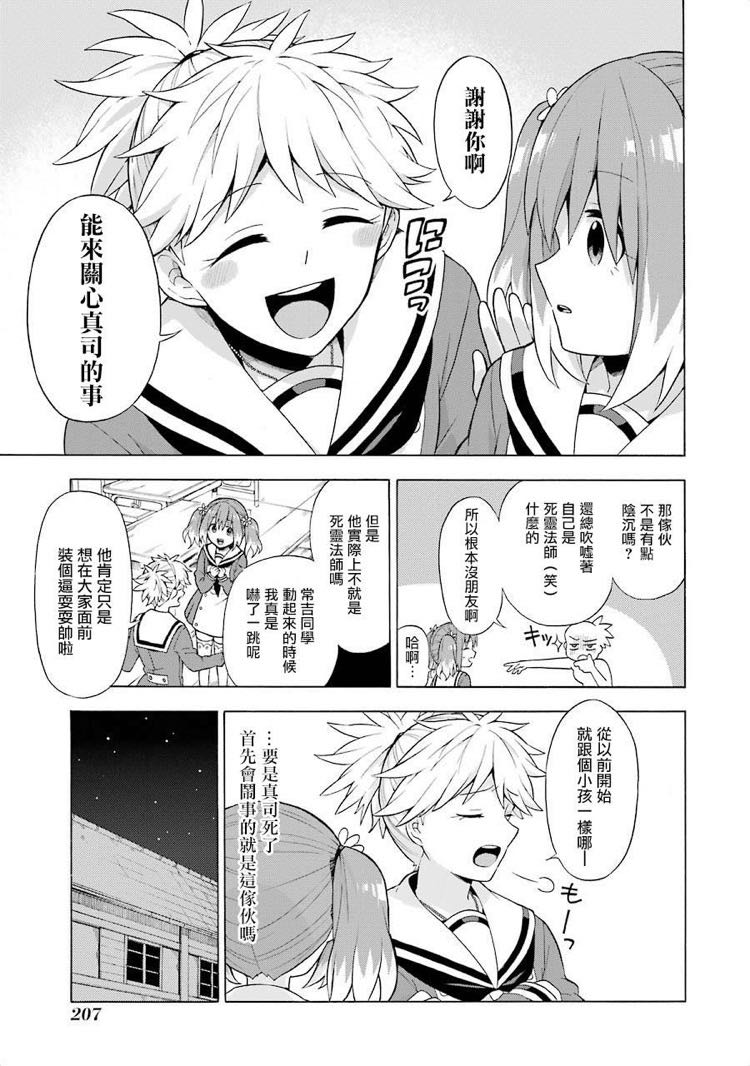 謝謝你啊
能來關心真司的事
にこっ
那傢伙
不是有點
陰沉嗎？
還總吹噓著
自己是
死靈法師（笑）
什麼的
所以根本沒朋友啊
キッ
哈啊…
但是
他實際上不就是
死靈法師嗎
常吉同學
動起來的時候
我真是
嚇了一跳呢
他肯定只是
想在大家面前
裝個逼耍耍帥啦
從以前開始
就跟個小孩一樣哪—
もーっ
…要是真司死了
首先會鬧事的就是這傢伙嗎
207